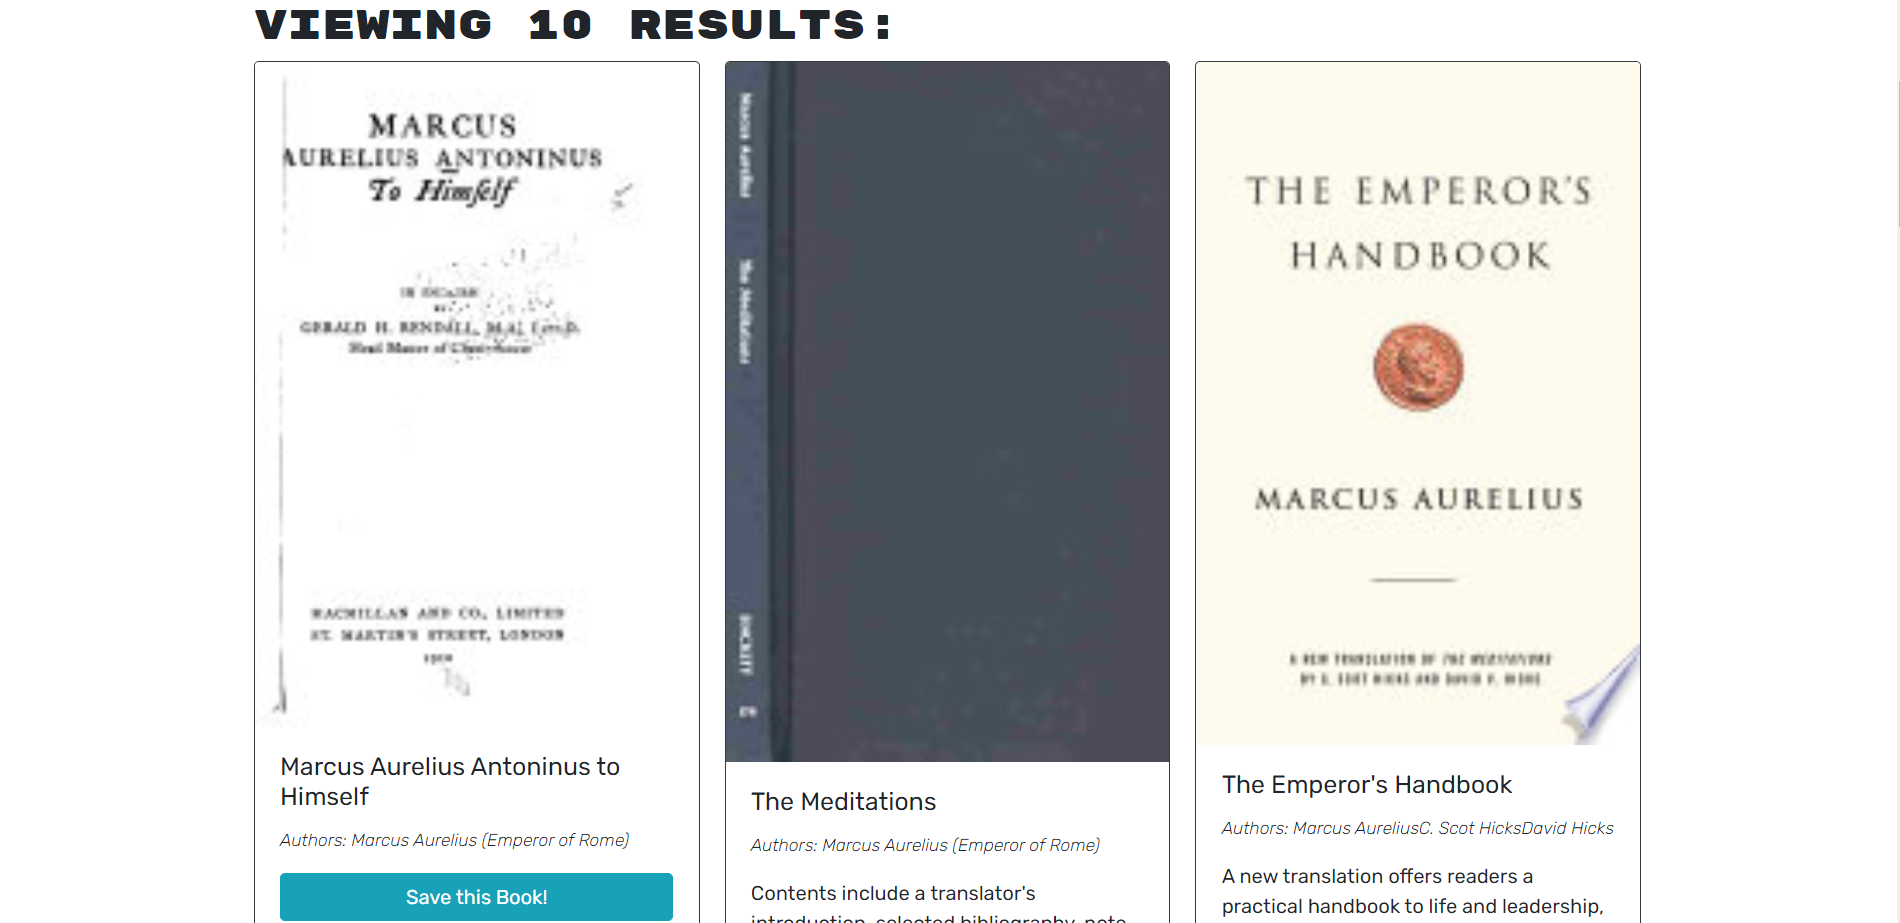 VIEWING 10 RESULTS:
MARCUS
AURELIUS ANTONINUS
To Himself
IN ENGLISH
BY
GERALD H. RENDALL, M.A.
Head Master of Charterhouse
MACMILLAN AND CO., LIMITED
ST. MARTIN'S STREET, LONDON
Marcus Aurelius Antoninus to
Himself
Authors: Marcus Aurelius (Emperor of Rome)
Save this Book!
Marcus Aurelius
The Meditations
HACKETT
The Meditations
Authors: Marcus Aurelius (Emperor of Rome)
Contents include a translator's
introduction, selected bibliography, note
THE EMPEROR'S
HANDBOOK
MARCUS AURELIUS
A NEW TRANSLATION OF THE MEDITATIONS
BY C. SCOT HICKS AND DAVID V. HICKS
The Emperor's Handbook
Authors: Marcus AureliusC. Scot HicksDavid Hicks
A new translation offers readers a
practical handbook to life and leadership,